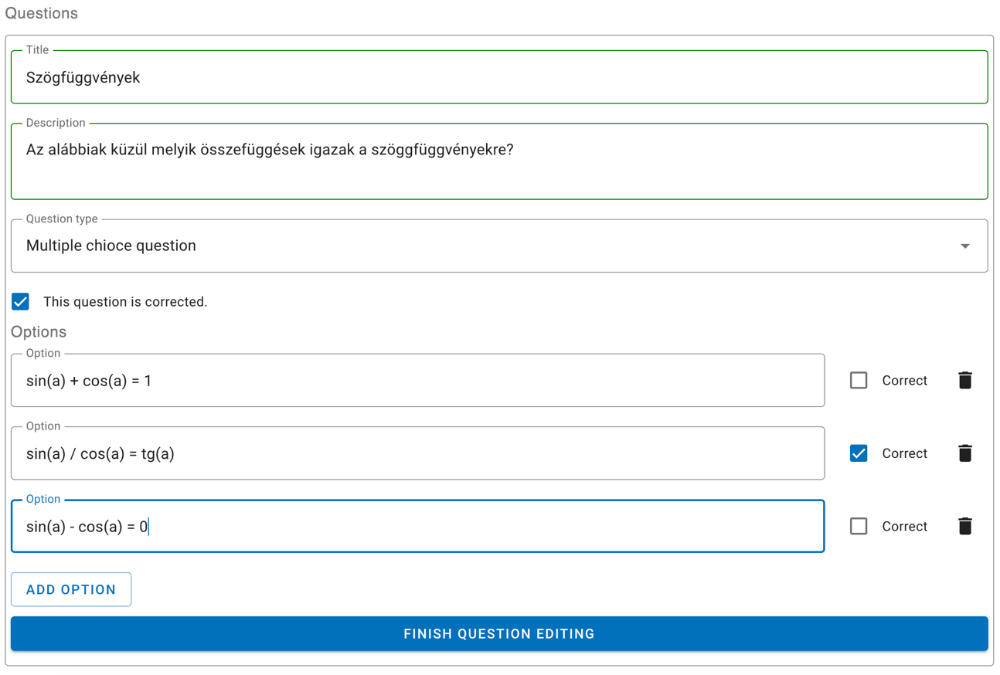 Questions
Title
Szögfüggvények
Description
Az alábbiak küzül melyik összefüggések igazak a szöggfüggvényekre?
Question type
Multiple chioce question
This question is corrected.
Options
Option
sin(a) + cos(a) = 1
Correct
Option
sin(a) / cos(a) = tg(a)
Correct
Option
sin(a) - cos(a) = 0
Correct
ADD OPTION
FINISH QUESTION EDITING